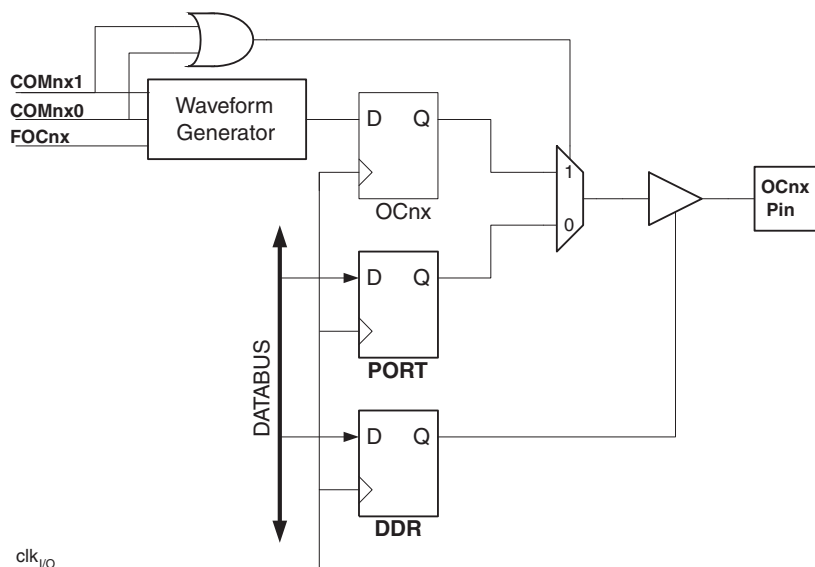 COMnx1
COMnx0
FOCnx
Waveform
Generator
D Q
OCnx
1
0
OCnx
Pin
D Q
PORT
D Q
DDR
DATABUS
clkI/O